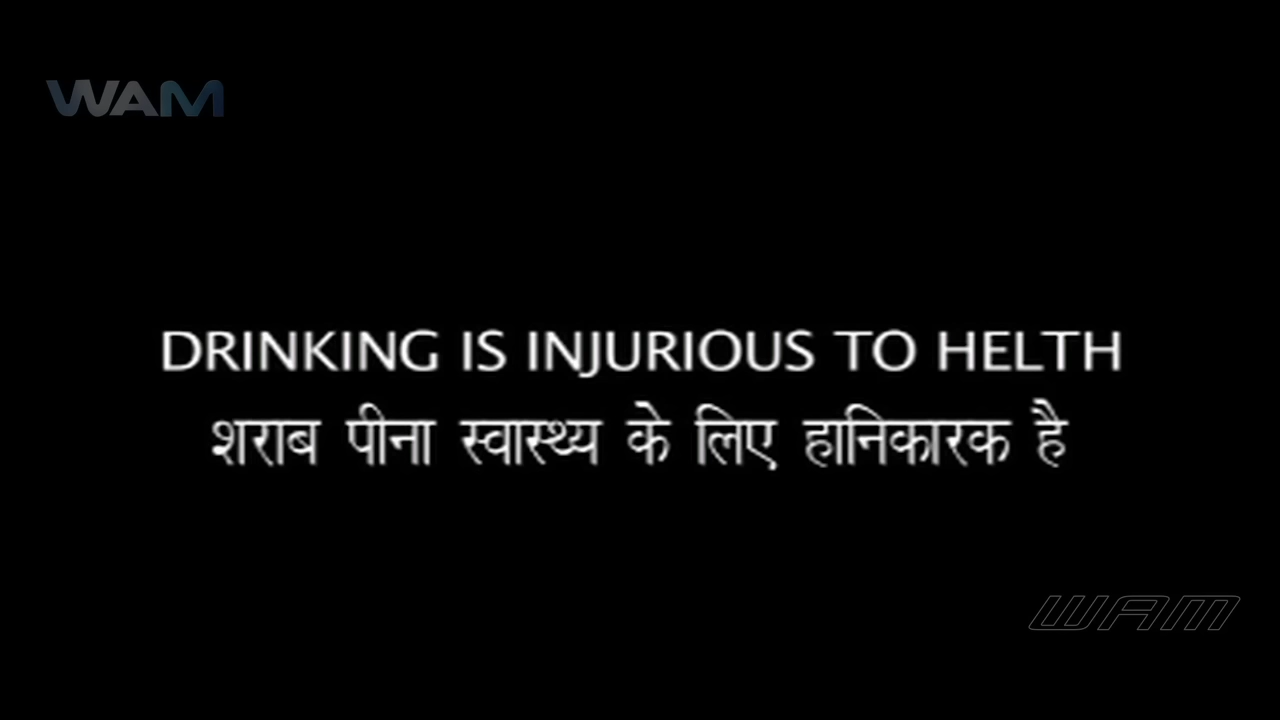 WAM
DRINKING IS INJURIOUS TO HELTH
शराब पीना स्वास्थ्य के लिए हानिकारक है
WAM